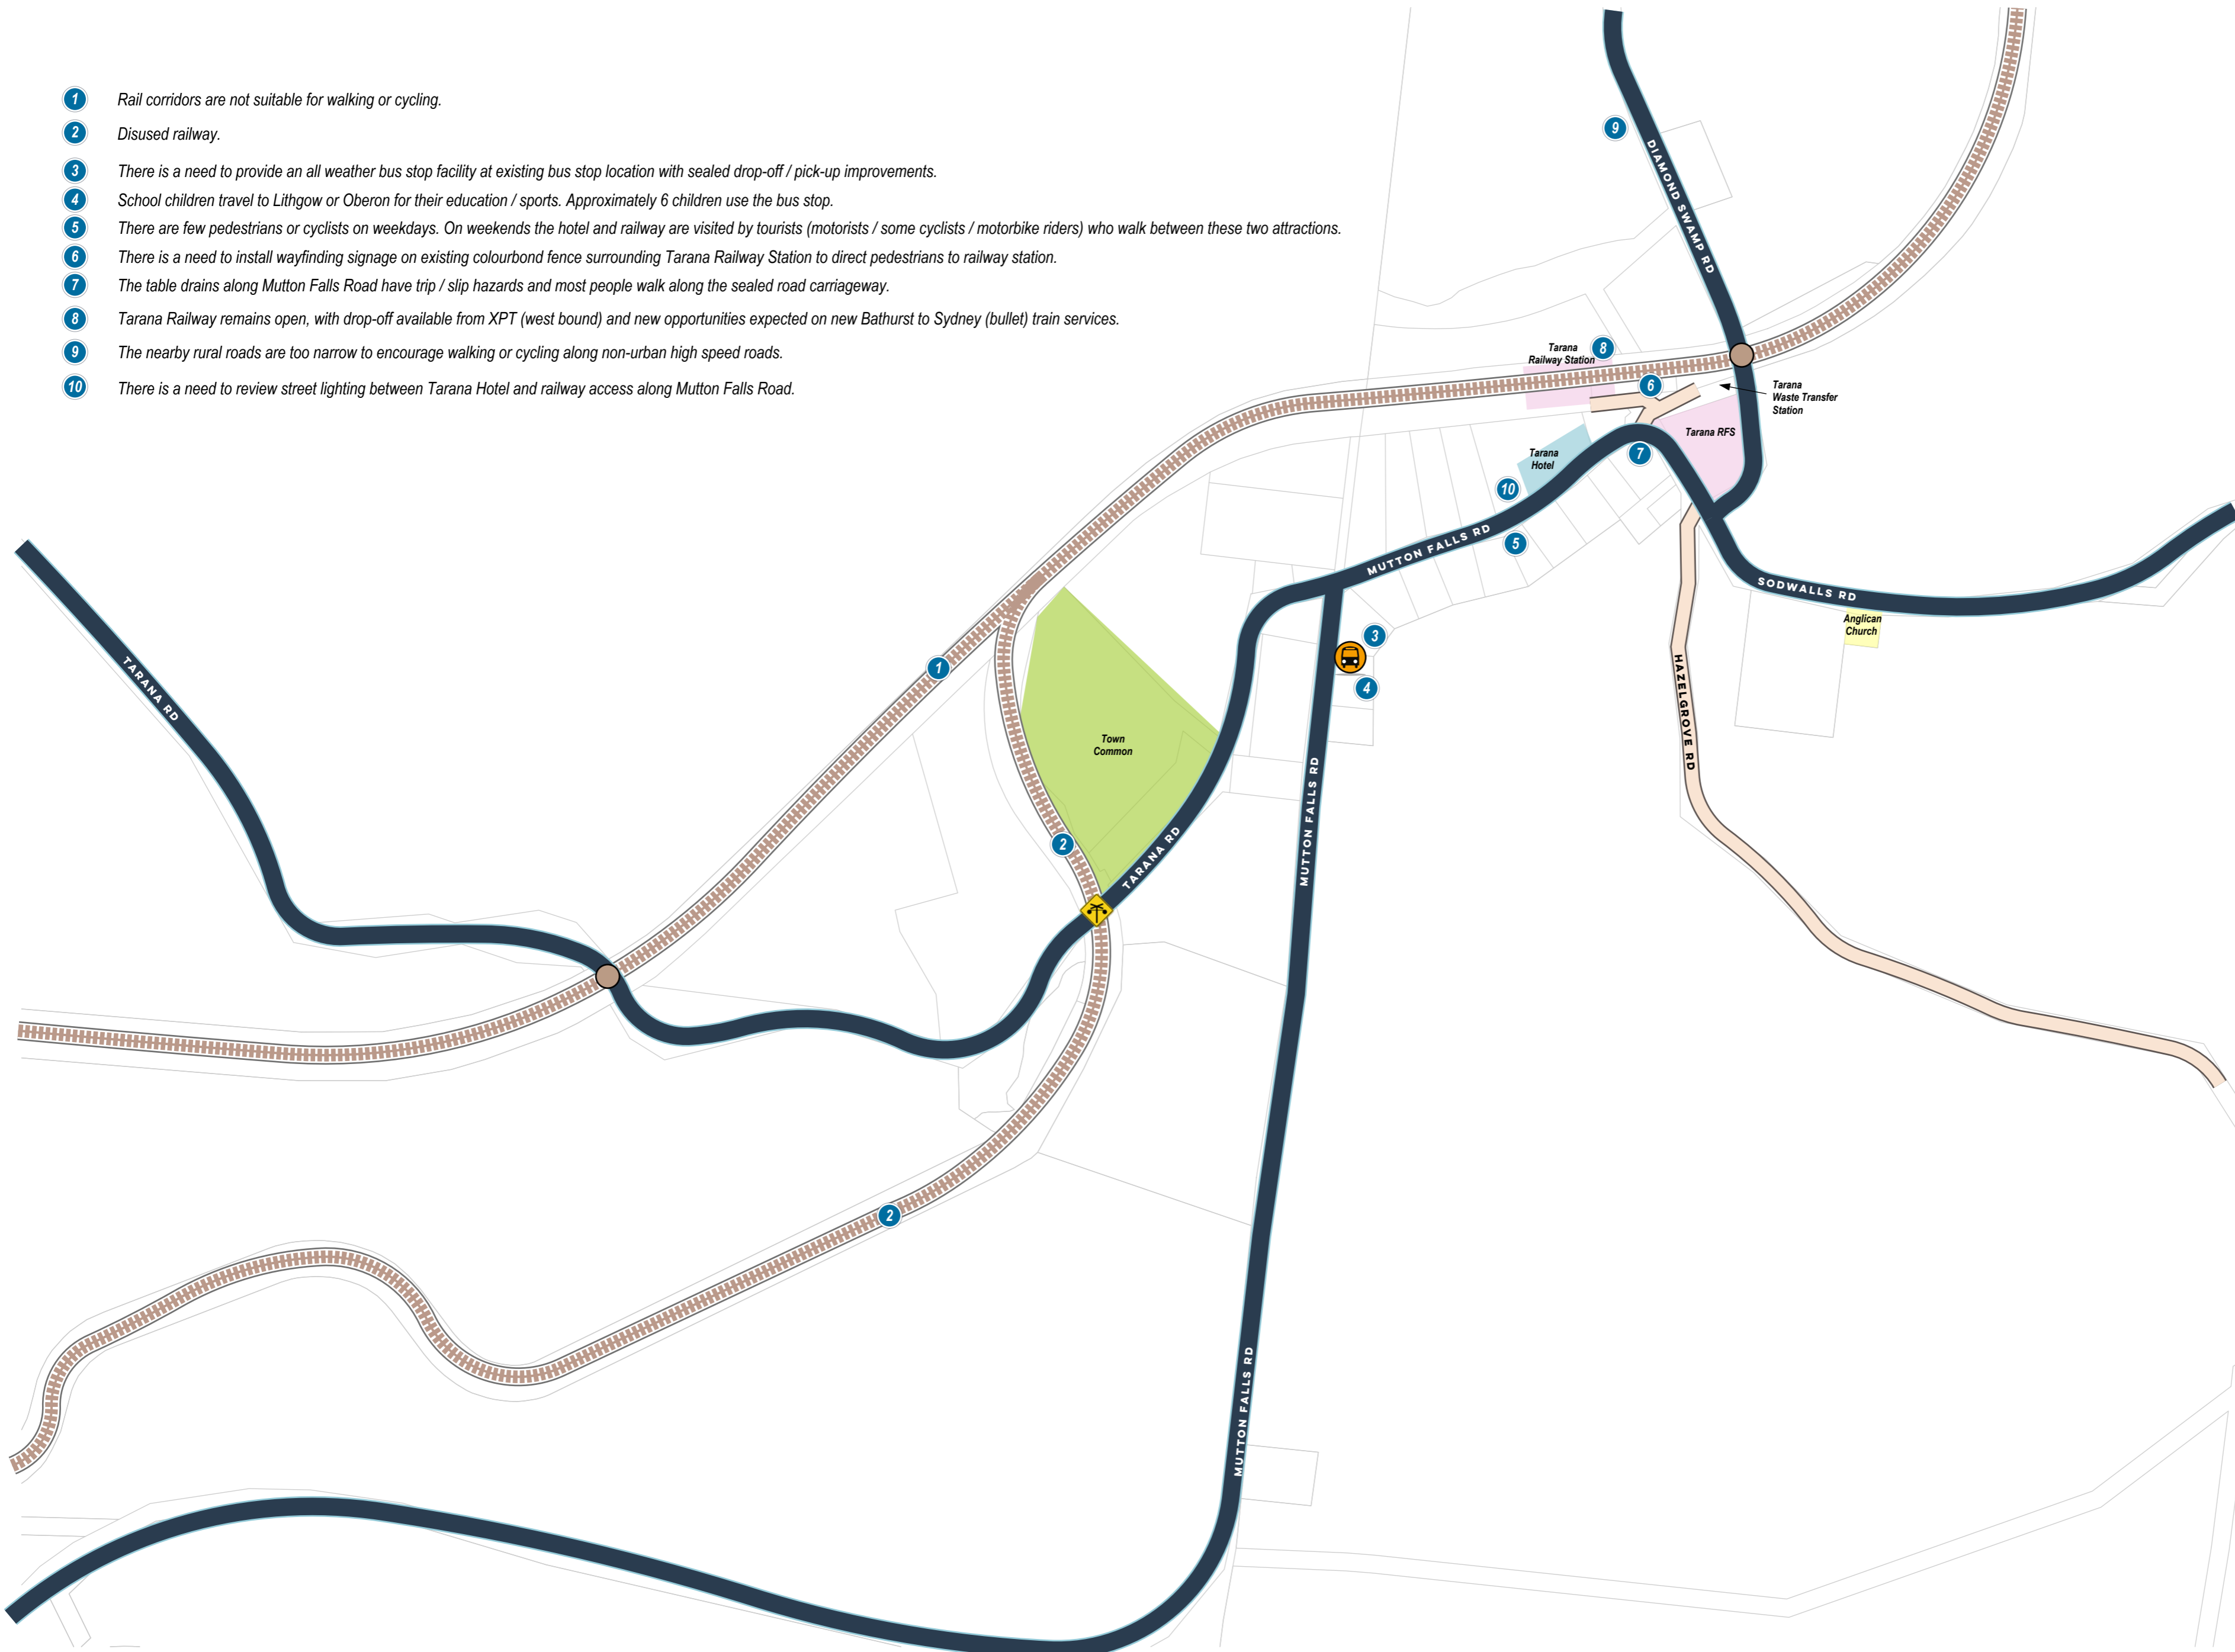 1 Rail corridors are not suitable for walking or cycling.
2 Disused railway.
3 There is a need to provide an all weather bus stop facility at existing bus stop location with sealed drop-off / pick-up improvements.
4 School children travel to Lithgow or Oberon for their education / sports. Approximately 6 children use the bus stop.
5 There are few pedestrians or cyclists on weekdays. On weekends the hotel and railway are visited by tourists (motorists / some cyclists / motorbike riders) who walk between these two attractions.
6 There is a need to install wayfinding signage on existing colourbond fence surrounding Tarana Railway Station to direct pedestrians to railway station.
7 The table drains along Mutton Falls Road have trip / slip hazards and most people walk along the sealed road carriageway.
8 Tarana Railway remains open, with drop-off available from XPT (west bound) and new opportunities expected on new Bathurst to Sydney (bullet) train services.
9 The nearby rural roads are too narrow to encourage walking or cycling along non-urban high speed roads.
10 There is a need to review street lighting between Tarana Hotel and railway access along Mutton Falls Road.
9
DIAMOND SWAMP RD
Tarana
Railway Station
8
6
Tarana
Waste Transfer
Station
Tarana RFS
7
Tarana
Hotel
10
5
MUTTON FALLS RD
SODWALLS RD
Anglican
Church
3
4
HAZELGROVE RD
TARANA RD
1
Town
Common
2
TARANA RD
MUTTON FALLS RD
2
MUTTON FALLS RD